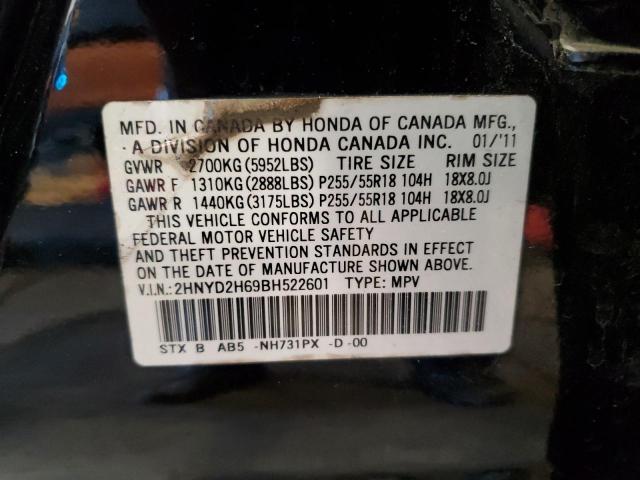 MFD. IN CANADA BY HONDA OF CANADA MFG.,
A DIVISION OF HONDA CANADA INC. 01/'11
GVWR 2700KG (5952LBS) TIRE SIZE RIM SIZE
GAWR F 1310KG (2888LBS) P255/55R18 104H 18X8.0J
GAWR R 1440KG (3175LBS) P255/55R18 104H 18X8.0J
THIS VEHICLE CONFORMS TO ALL APPLICABLE
FEDERAL MOTOR VEHICLE SAFETY
AND THEFT PREVENTION STANDARDS IN EFFECT
ON THE DATE OF MANUFACTURE SHOWN ABOVE.
V.I.N.:2HNYD2H69BH522601 TYPE: MPV
STX B AB5 -NH731PX -D -00